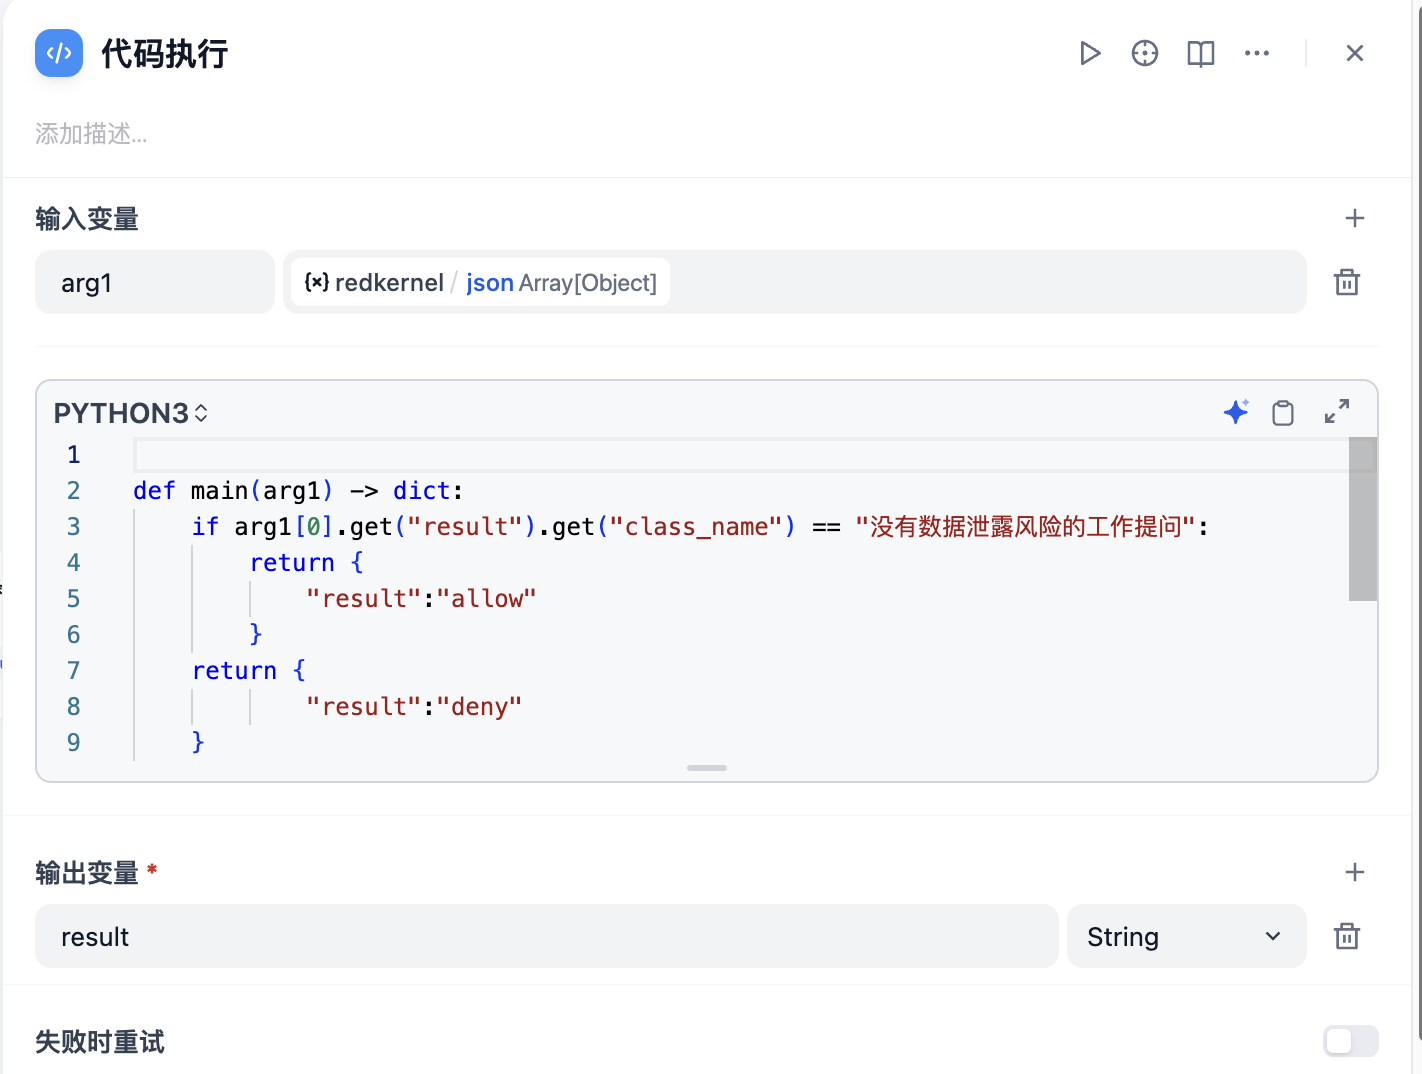 代码执行
添加描述...
输入变量
arg1
{×} redkernel / json Array[Object]
PYTHON3
1
2 def main(arg1) -> dict:
3 if arg1[0].get("result").get("class_name") == "没有数据泄露风险的工作提问":
4 return {
5 "result":"allow"
6 }
7 return {
8 "result":"deny"
9 }
输出变量 *
result
String
失败时重试